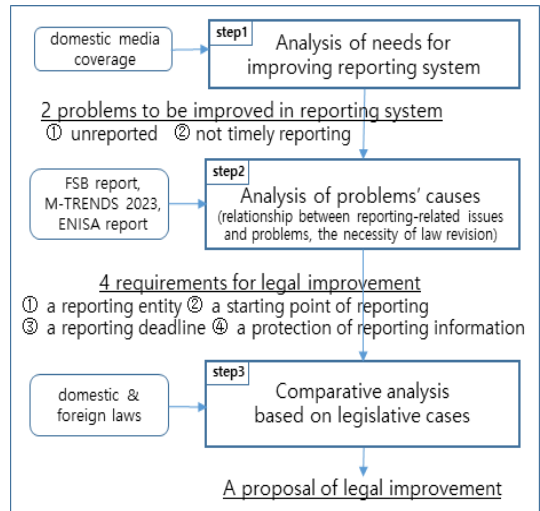 step1
domestic media
coverage
Analysis of needs for
improving reporting system
2 problems to be improved in reporting system
① unreported ② not timely reporting
step2
FSB report,
M-TRENDS 2023,
ENISA report
Analysis of problems' causes
(relationship between reporting-related issues
and problems, the necessity of law revision)
4 requirements for legal improvement
① a reporting entity ② a starting point of reporting
③ a reporting deadline ④ a protection of reporting information
step3
domestic &
foreign laws
Comparative analysis
based on legislative cases
A proposal of legal improvement